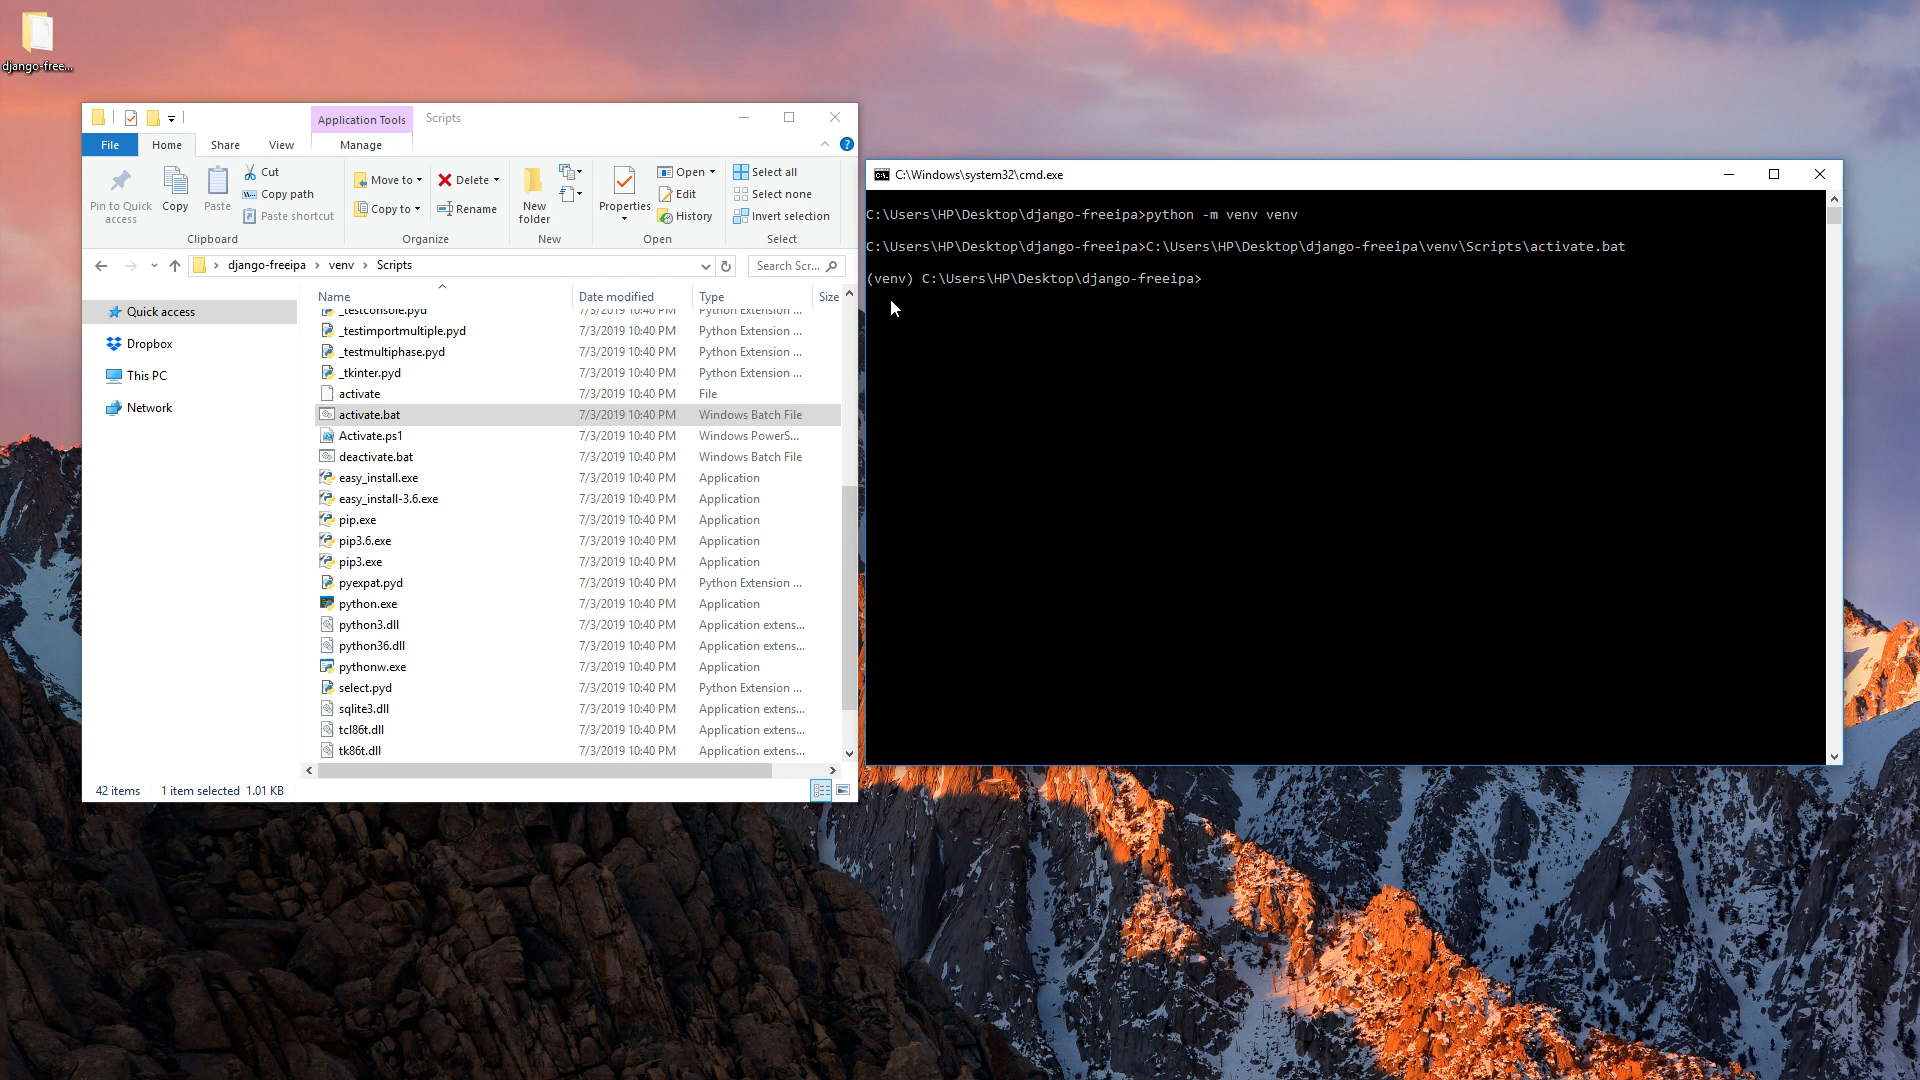 django-free...
Application Tools
Scripts
File
Home
Share
View
Manage
Pin to Quick access
Copy
Paste
Cut
Copy path
Paste shortcut
Clipboard
Move to
Copy to
Delete
Rename
Organize
New folder
New
Properties
Open
Edit
History
Open
Select all
Select none
Invert selection
Select
django-freeipa > venv > Scripts
Search Scr...
Quick access
Dropbox
This PC
Network
Name Date modified Type Size
_testconsole.pyd 7/3/2019 10:40 PM Python Extension ...
_testimportmultiple.pyd 7/3/2019 10:40 PM Python Extension ...
_testmultiphase.pyd 7/3/2019 10:40 PM Python Extension ...
_tkinter.pyd 7/3/2019 10:40 PM Python Extension ...
activate 7/3/2019 10:40 PM File
activate.bat 7/3/2019 10:40 PM Windows Batch File
Activate.ps1 7/3/2019 10:40 PM Windows PowerS...
deactivate.bat 7/3/2019 10:40 PM Windows Batch File
easy_install.exe 7/3/2019 10:40 PM Application
easy_install-3.6.exe 7/3/2019 10:40 PM Application
pip.exe 7/3/2019 10:40 PM Application
pip3.6.exe 7/3/2019 10:40 PM Application
pip3.exe 7/3/2019 10:40 PM Application
pyexpat.pyd 7/3/2019 10:40 PM Python Extension ...
python.exe 7/3/2019 10:40 PM Application
python3.dll 7/3/2019 10:40 PM Application extens...
python36.dll 7/3/2019 10:40 PM Application extens...
pythonw.exe 7/3/2019 10:40 PM Application
select.pyd 7/3/2019 10:40 PM Python Extension ...
sqlite3.dll 7/3/2019 10:40 PM Application extens...
tcl86t.dll 7/3/2019 10:40 PM Application extens...
tk86t.dll 7/3/2019 10:40 PM Application extens...
42 items 1 item selected 1.01 KB
C:\Windows\system32\cmd.exe
C:\Users\HP\Desktop\django-freeipa>python -m venv venv
C:\Users\HP\Desktop\django-freeipa>C:\Users\HP\Desktop\django-freeipa\venv\Scripts\activate.bat
(venv) C:\Users\HP\Desktop\django-freeipa>